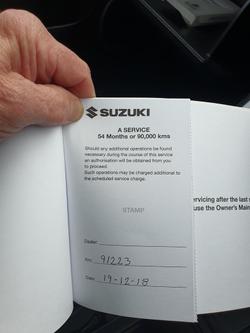 SUZUKI
A SERVICE
54 Months or 90,000 kms
Should any additional operations be found
necessary during the course of this service
an authorisation will be obtained from you
to proceed.
Such operations may be charged additional to
the scheduled service charge.
STAMP
Dealer:
Km: 91223
Date: 19-12-18
rvicing after the last s
use the Owner's Main